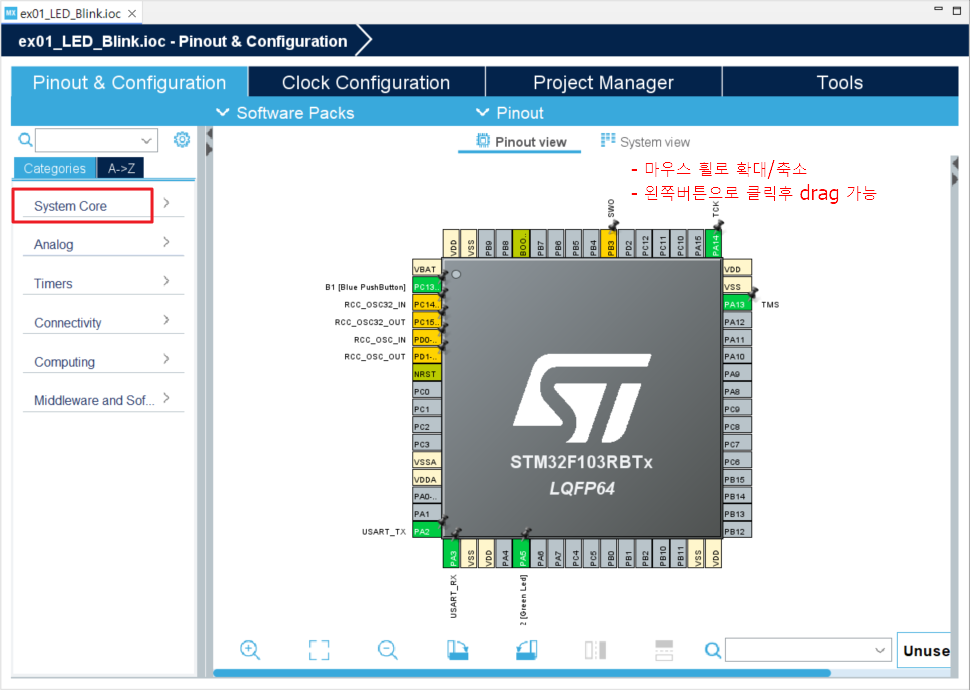 MX ex01_LED_Blink.ioc ×
ex01_LED_Blink.ioc - Pinout & Configuration
Pinout & Configuration
Clock Configuration
Project Manager
Tools
Software Packs
Pinout
Categories
A->Z
System Core
Analog
Timers
Connectivity
Computing
Middleware and Sof...
Pinout view
System view
- 마우스 휠로 확대/축소
- 왼쪽버튼으로 클릭후 drag 가능
SWO
TCK
VDD
VSS
PB9
PB8
BOO..
PB7
PB6
PB5
PB4
PB3
PD2
PC12
PC11
PC10
PA15
PA14
B1 [Blue PushButton]
RCC_OSC32_IN
RCC_OSC32_OUT
RCC_OSC_IN
RCC_OSC_OUT
USART_TX
VBAT
PC13..
PC14..
PC15..
PD0-..
PD1-..
NRST
PC0
PC1
PC2
PC3
VSSA
VDDA
PA0-..
PA1
PA2
STM32F103RBTx
LQFP64
VDD
VSS
PA13
TMS
PA12
PA11
PA10
PA9
PA8
PC9
PC8
PC7
PC6
PB15
PB14
PB13
PB12
PA3
VSS
VDD
PA4
PA5
PA6
PA7
PC4
PC5
PB0
PB1
PB2
PB10
PB11
VSS
VDD
USART_RX
2 [Green Led]
Unuse